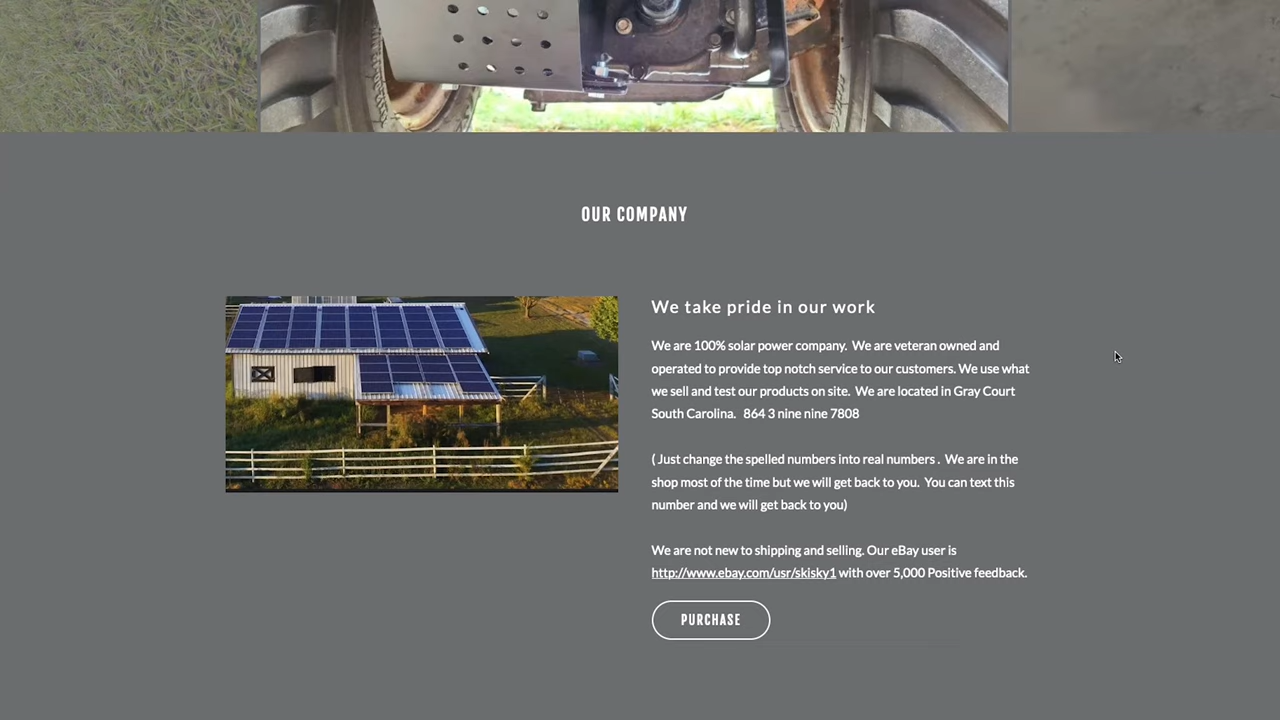 OUR COMPANY
We take pride in our work
We are 100% solar power company.  We are veteran owned and
operated to provide top notch service to our customers. We use what
we sell and test our products on site.  We are located in Gray Court
South Carolina.   864 3 nine nine 7808
( Just change the spelled numbers into real numbers .  We are in the
shop most of the time but we will get back to you.  You can text this
number and we will get back to you)
We are not new to shipping and selling. Our eBay user is
http://www.ebay.com/usr/skisky1 with over 5,000 Positive feedback.
PURCHASE